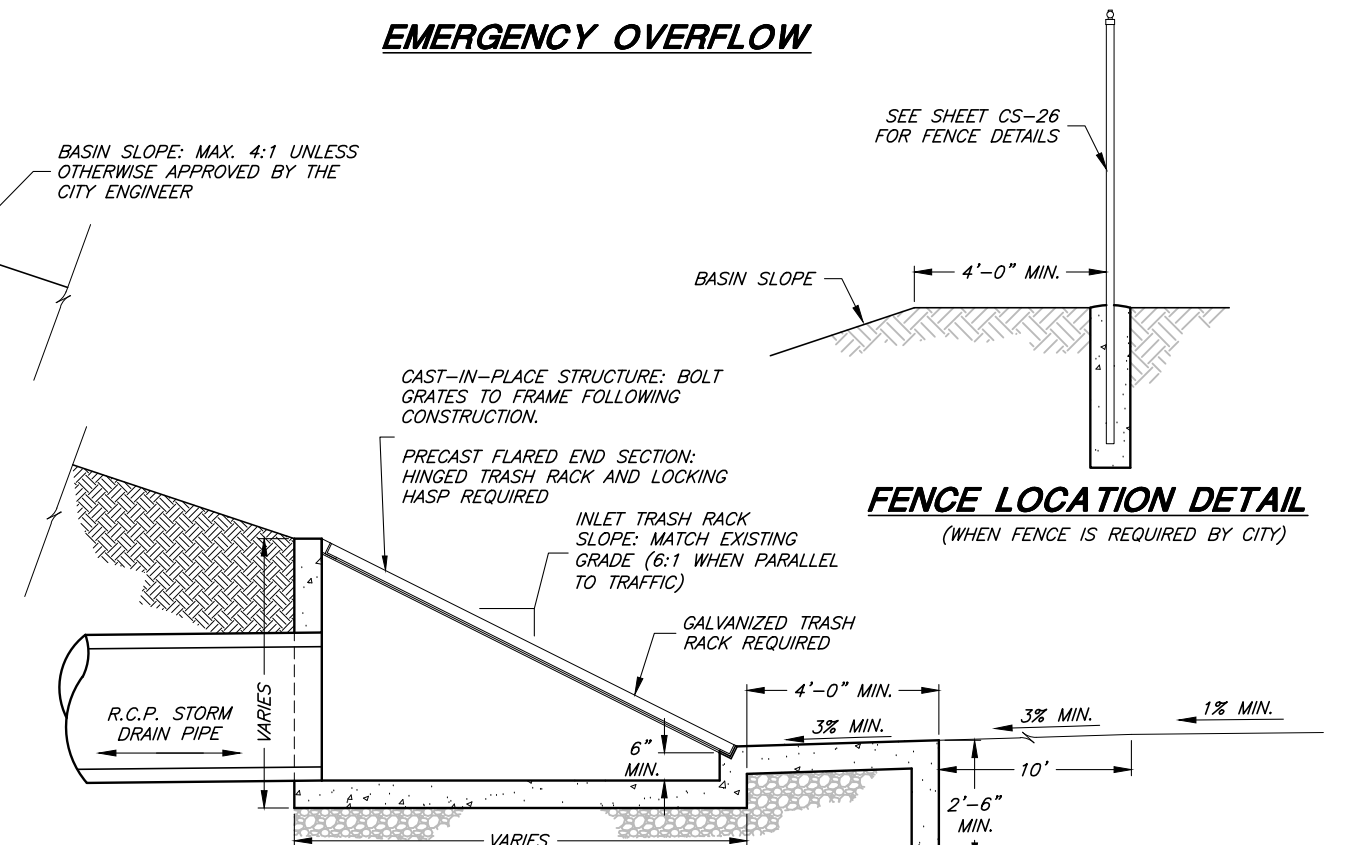 EMERGENCY OVERFLOW
SEE SHEET CS-26
FOR FENCE DETAILS
BASIN SLOPE: MAX. 4:1 UNLESS
OTHERWISE APPROVED BY THE
CITY ENGINEER
4'-0" MIN.
BASIN SLOPE
CAST-IN-PLACE STRUCTURE: BOLT
GRATES TO FRAME FOLLOWING
CONSTRUCTION.
PRECAST FLARED END SECTION:
HINGED TRASH RACK AND LOCKING
HASP REQUIRED
FENCE LOCATION DETAIL
(WHEN FENCE IS REQUIRED BY CITY)
INLET TRASH RACK
SLOPE: MATCH EXISTING
GRADE (6:1 WHEN PARALLEL
TO TRAFFIC)
GALVANIZED TRASH
RACK REQUIRED
4'-0" MIN.
3% MIN.
3% MIN.
1% MIN.
R.C.P. STORM
DRAIN PIPE
VARIES
6"
MIN.
10'
2'-6"
MIN.
VARIES